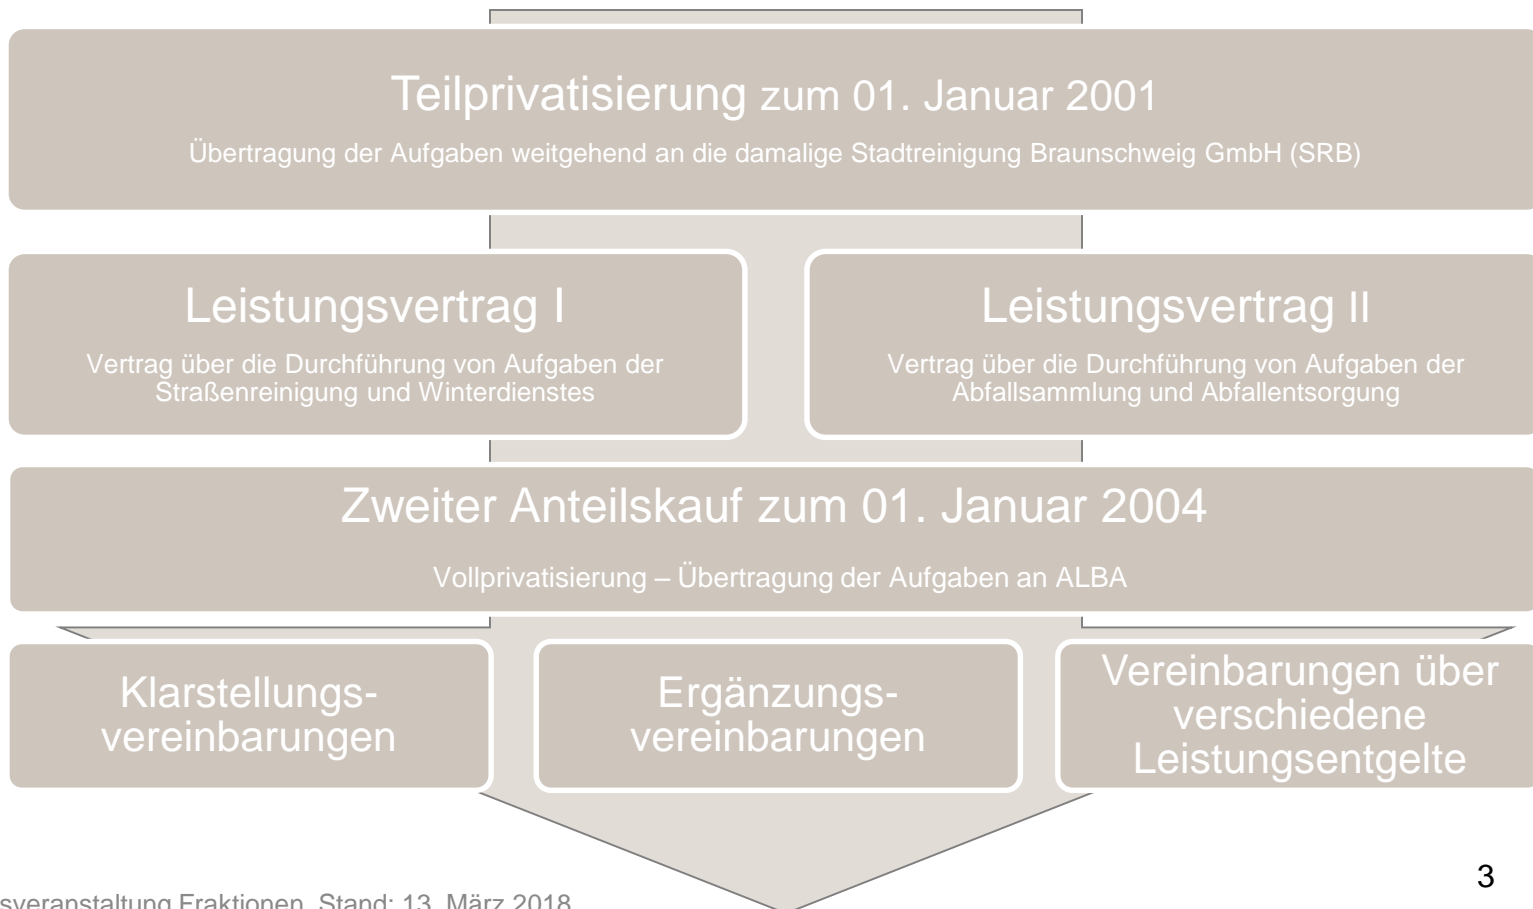 Teilprivatisierung zum 01. Januar 2001
Übertragung der Aufgaben weitgehend an die damalige Stadtreinigung Braunschweig GmbH (SRB)
Leistungsvertrag I
Vertrag über die Durchführung von Aufgaben der
Straßenreinigung und Winterdienstes
Leistungsvertrag II
Vertrag über die Durchführung von Aufgaben der
Abfallsammlung und Abfallentsorgung
Zweiter Anteilskauf zum 01. Januar 2004
Vollprivatisierung – Übertragung der Aufgaben an ALBA
Klarstellungs-
vereinbarungen
Ergänzungs-
vereinbarungen
Vereinbarungen über
verschiedene
Leistungsentgelte
3
sveranstaltung Fraktionen, Stand: 13. März 2018